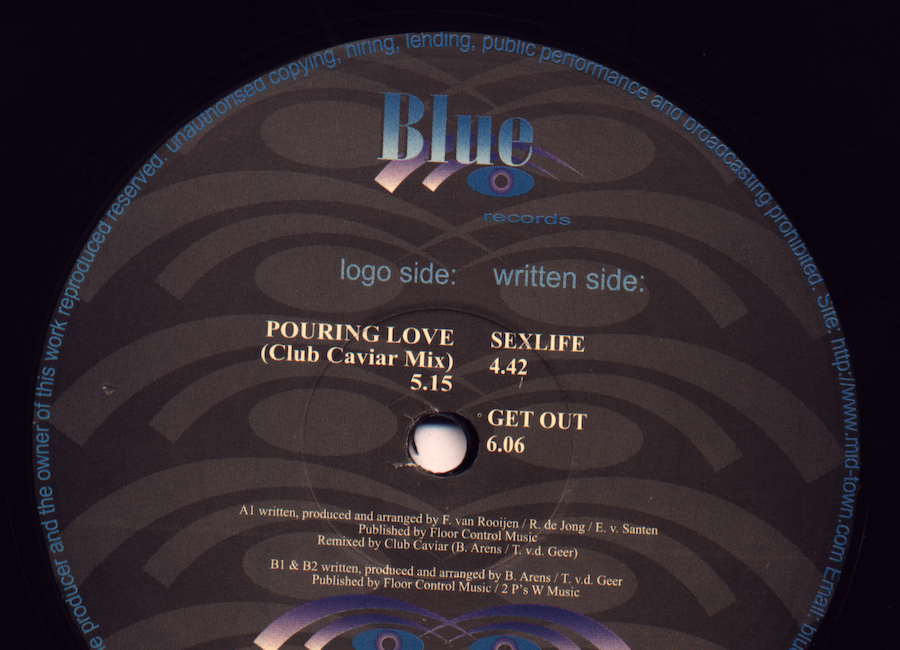 he producer and the owner of this work reproduced reserved. unauthorised copying, hiring, lending, public performance and broadcasting prohibited. Site: http://www.mid-town.com Email: blu
Blue
records
logo side: written side:
POURING LOVE
(Club Caviar Mix)
5.15
SEXLIFE
4.42
GET OUT
6.06
A1 written, produced and arranged by F. van Rooijen / R. de Jong / E. v. Santen
Published by Floor Control Music
Remixed by Club Caviar (B. Arens / T. v.d. Geer)
B1 & B2 written, produced and arranged by B. Arens / T. v.d. Geer
Published by Floor Control Music / 2 P's W Music